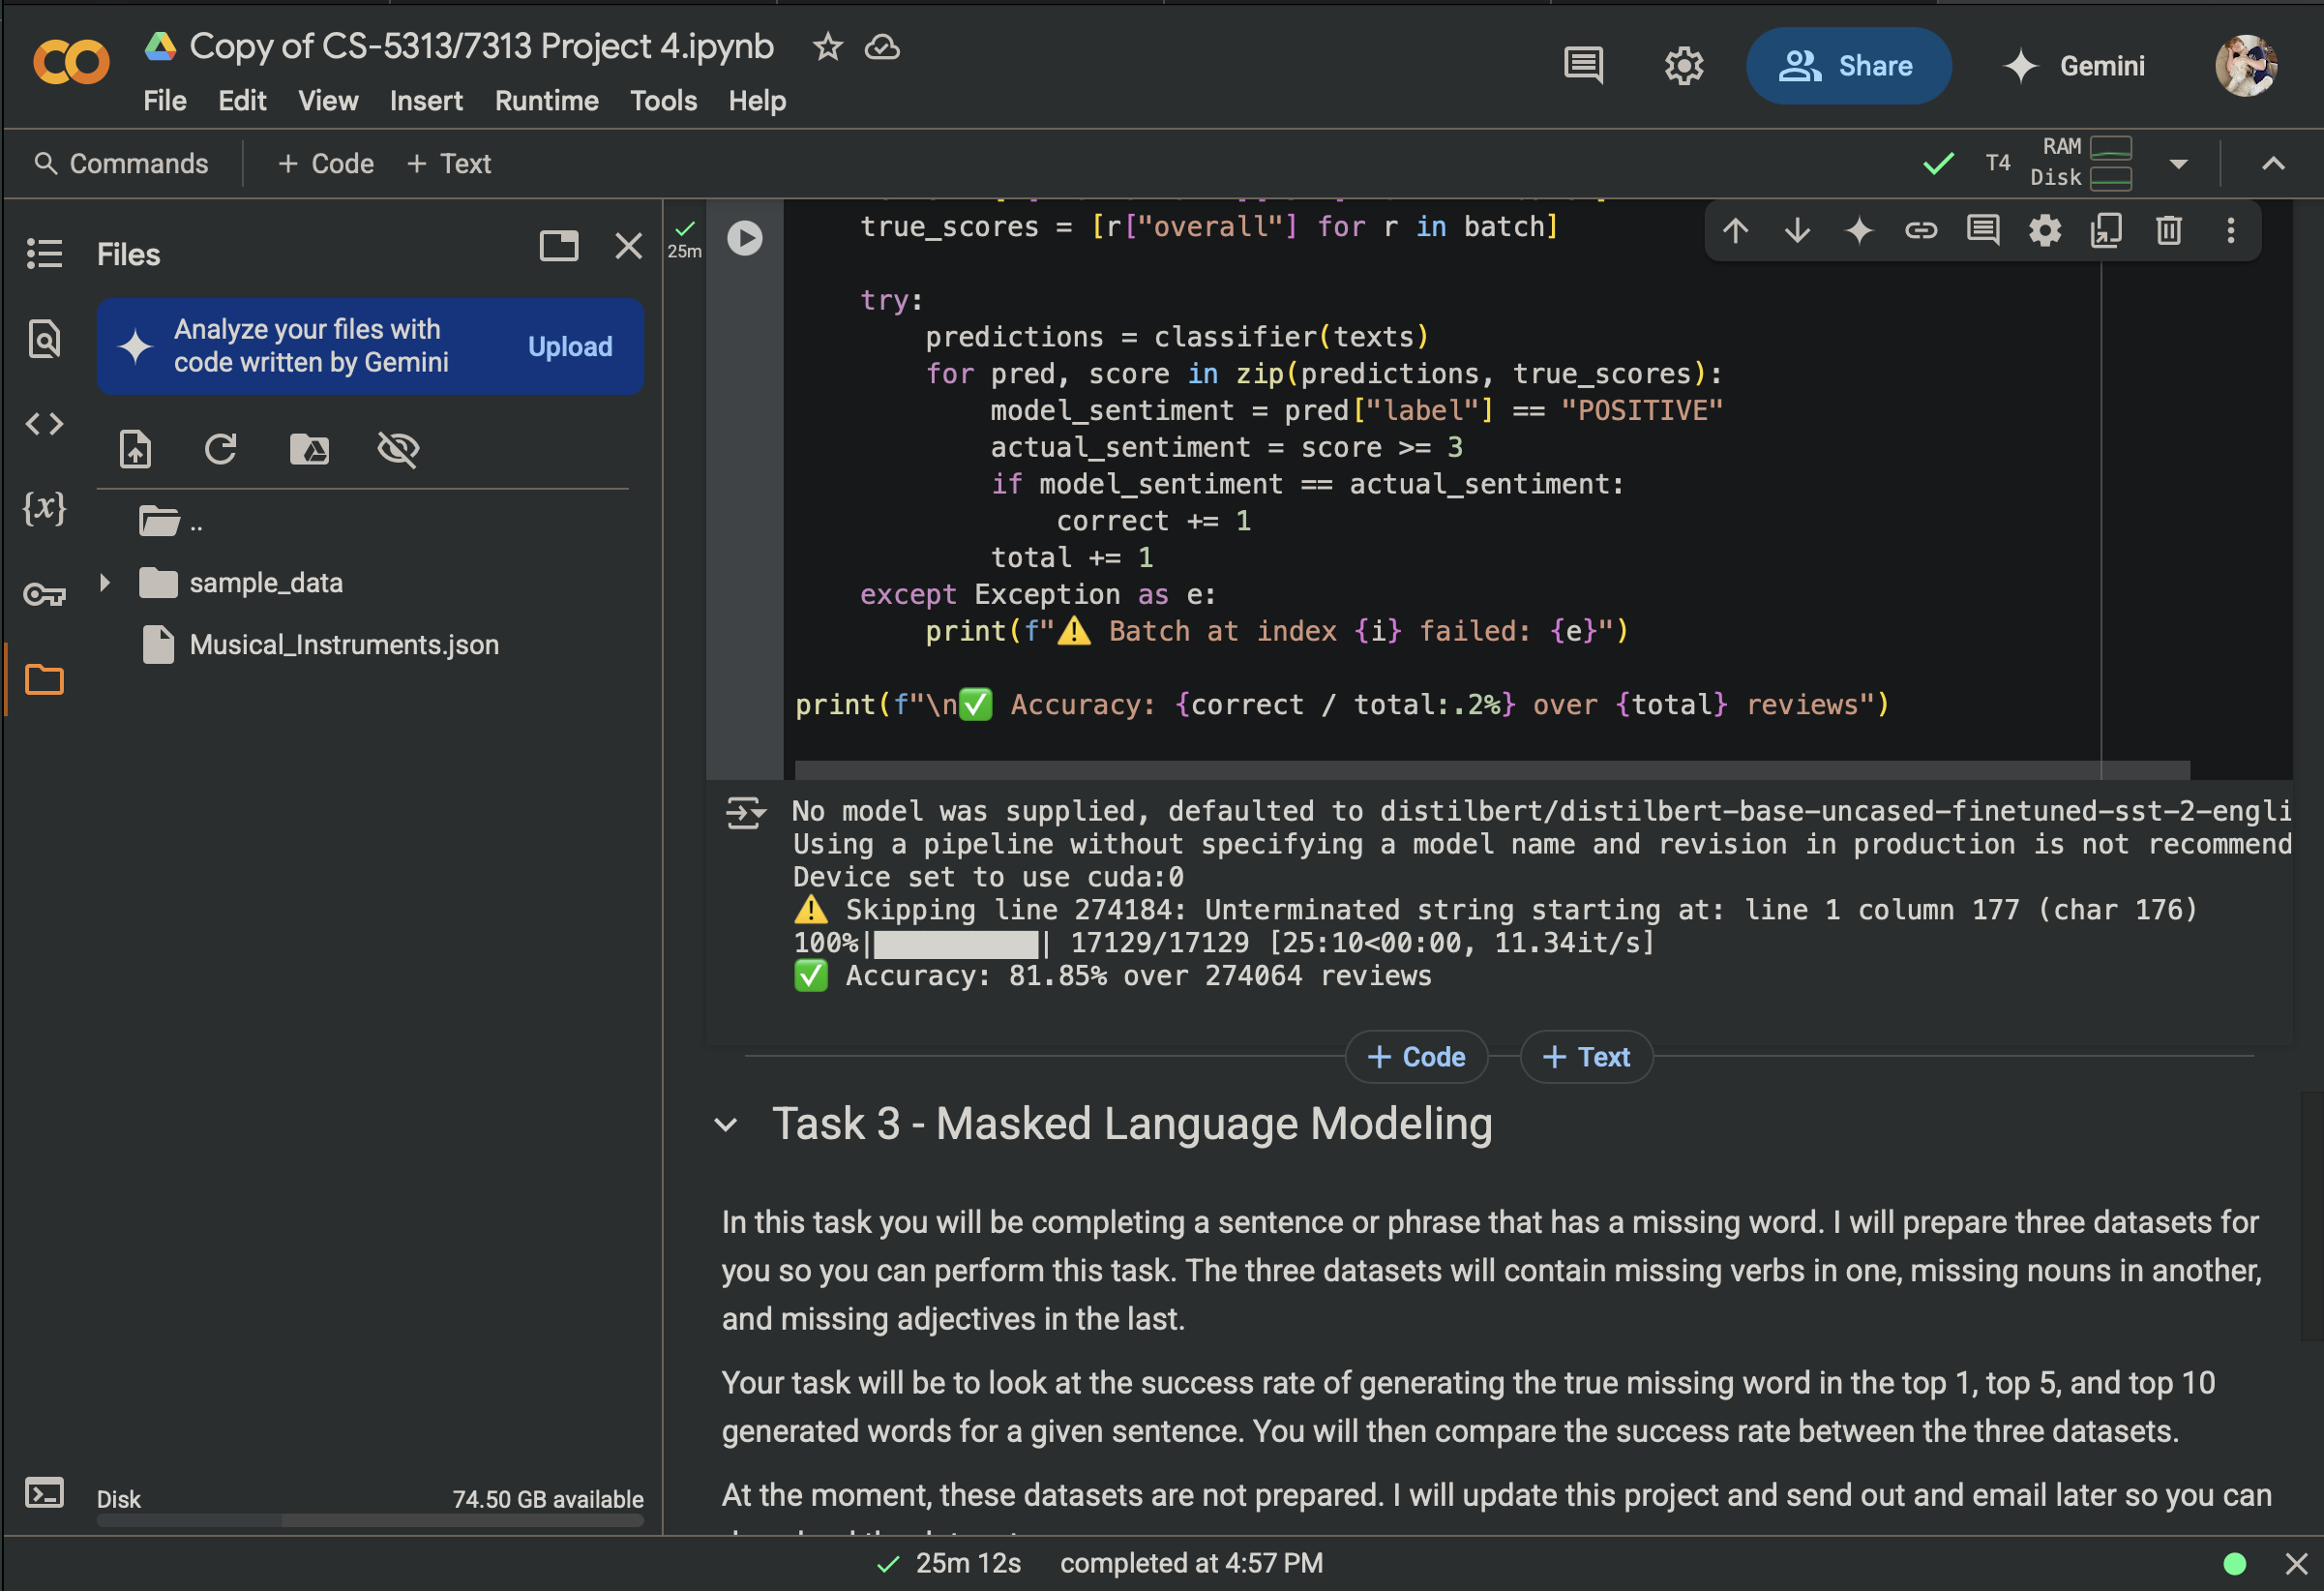 Copy of CS-5313/7313 Project 4.ipynb
File Edit View Insert Runtime Tools Help
Share
Gemini
Commands
+ Code + Text
T4
RAM
Disk
Files
Analyze your files with
code written by Gemini
Upload
..
sample_data
Musical_Instruments.json
Disk
74.50 GB available
25m
true_scores = [r["overall"] for r in batch]
try:
predictions = classifier(texts)
for pred, score in zip(predictions, true_scores):
model_sentiment = pred["label"] == "POSITIVE"
actual_sentiment = score >= 3
if model_sentiment == actual_sentiment:
correct += 1
total += 1
except Exception as e:
print(f"⚠️ Batch at index {i} failed: {e}")
print(f"\n✅ Accuracy: {correct / total:.2%} over {total} reviews")
No model was supplied, defaulted to distilbert/distilbert-base-uncased-finetuned-sst-2-engli
Using a pipeline without specifying a model name and revision in production is not recommend
Device set to use cuda:0
⚠️ Skipping line 274184: Unterminated string starting at: line 1 column 177 (char 176)
100%|██████████| 17129/17129 [25:10<00:00, 11.34it/s]
✅ Accuracy: 81.85% over 274064 reviews
+ Code + Text
Task 3 - Masked Language Modeling
In this task you will be completing a sentence or phrase that has a missing word. I will prepare three datasets for
you so you can perform this task. The three datasets will contain missing verbs in one, missing nouns in another,
and missing adjectives in the last.
Your task will be to look at the success rate of generating the true missing word in the top 1, top 5, and top 10
generated words for a given sentence. You will then compare the success rate between the three datasets.
At the moment, these datasets are not prepared. I will update this project and send out and email later so you can
25m 12s completed at 4:57 PM